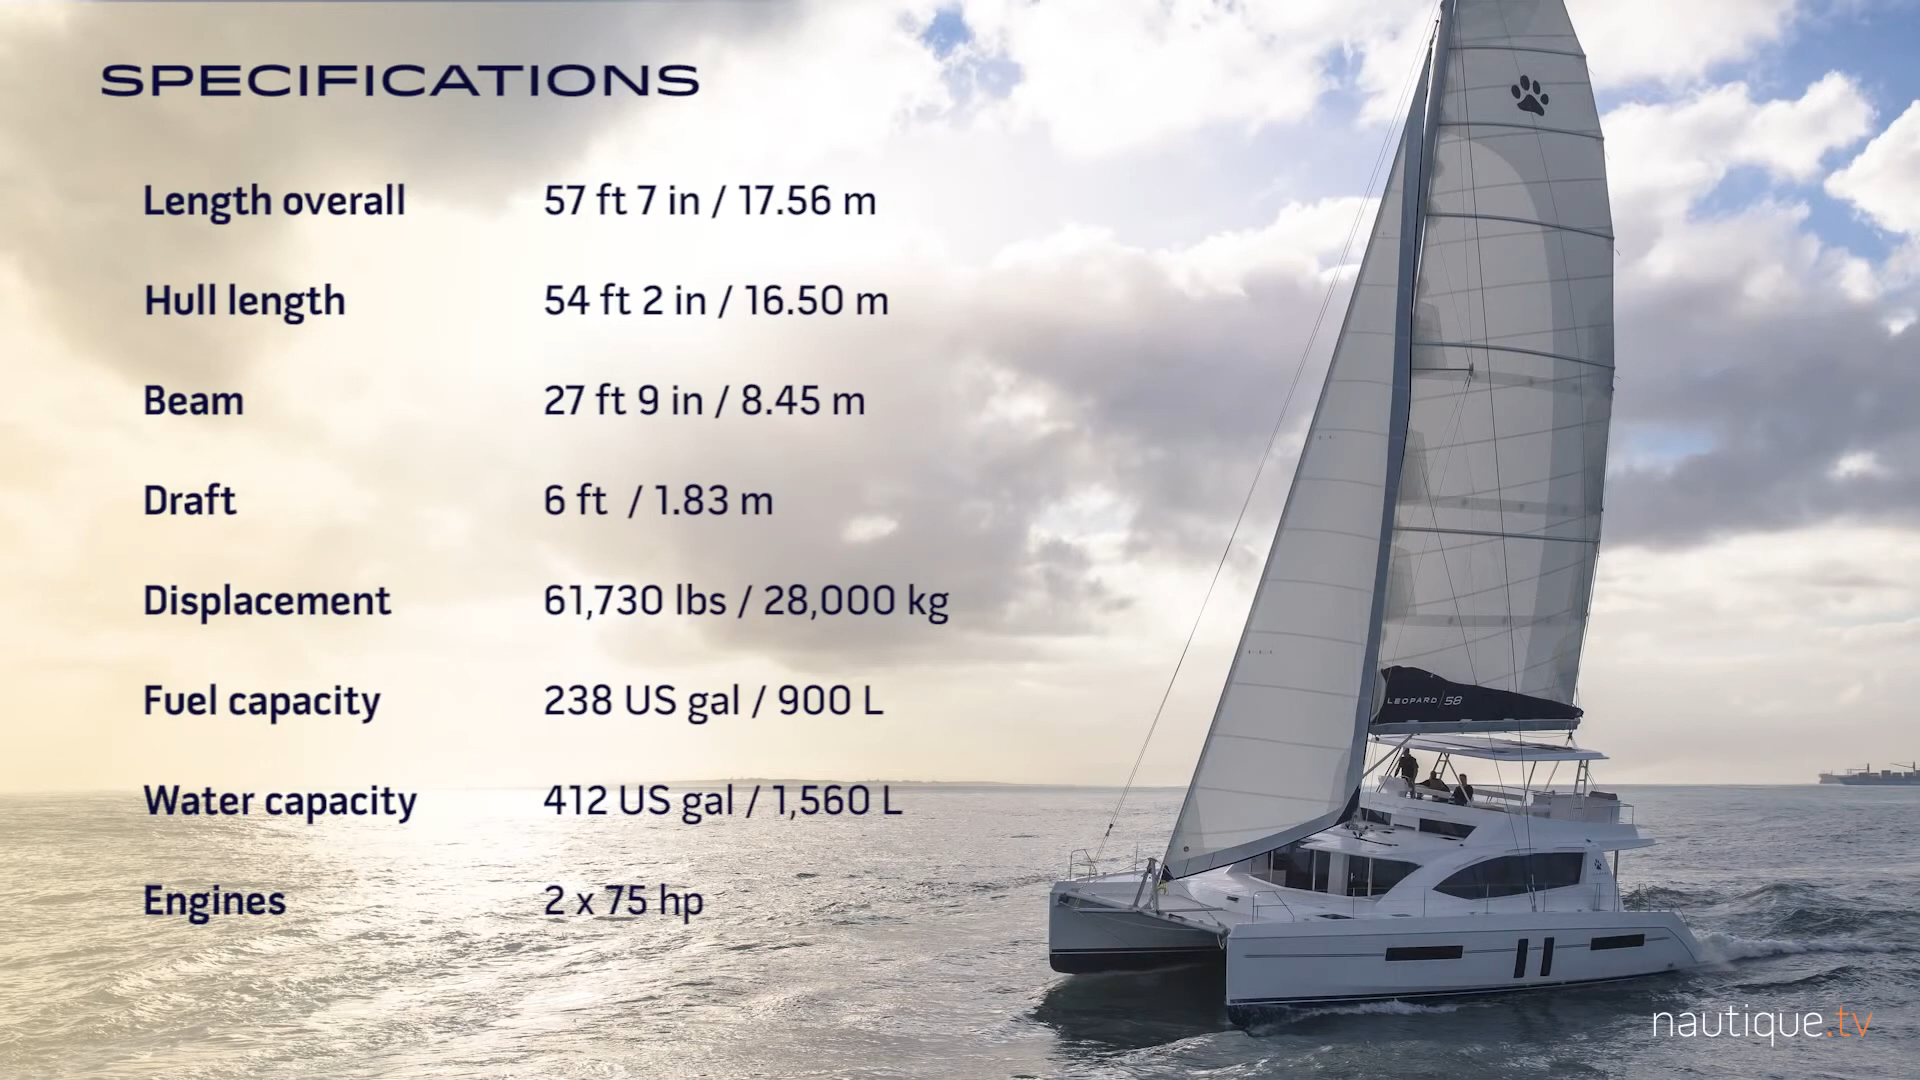 SPECIFICATIONS
Length overall 57 ft 7 in / 17.56 m
Hull length 54 ft 2 in / 16.50 m
Beam 27 ft 9 in / 8.45 m
Draft 6 ft / 1.83 m
Displacement 61,730 lbs / 28,000 kg
Fuel capacity 238 US gal / 900 L
Water capacity 412 US gal / 1,560 L
Engines 2 x 75 hp
LEOPARD 58
nautique.tv